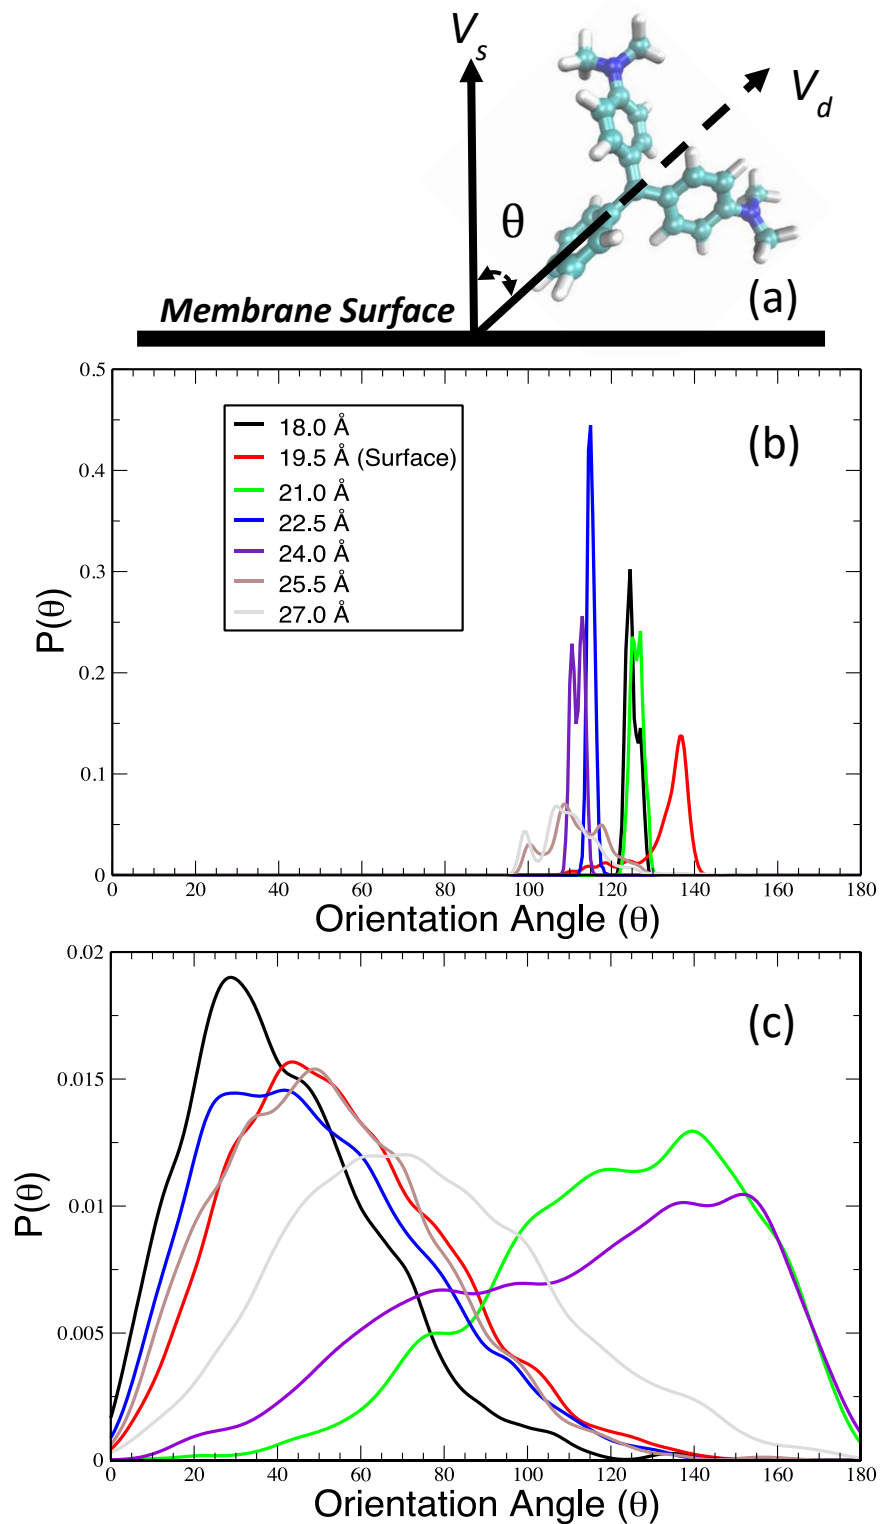 V_s
V_d
θ
(a)
Membrane Surface
0.5
0.4
0.3
0.2
0.1
0
P(θ)
(b)
18.0 Å
19.5 Å (Surface)
21.0 Å
22.5 Å
24.0 Å
25.5 Å
27.0 Å
0 20 40 60 80 100 120 140 160 180
Orientation Angle (θ)
0.02
0.015
0.01
0.005
0
P(θ)
(c)
0 20 40 60 80 100 120 140 160 180
Orientation Angle (θ)